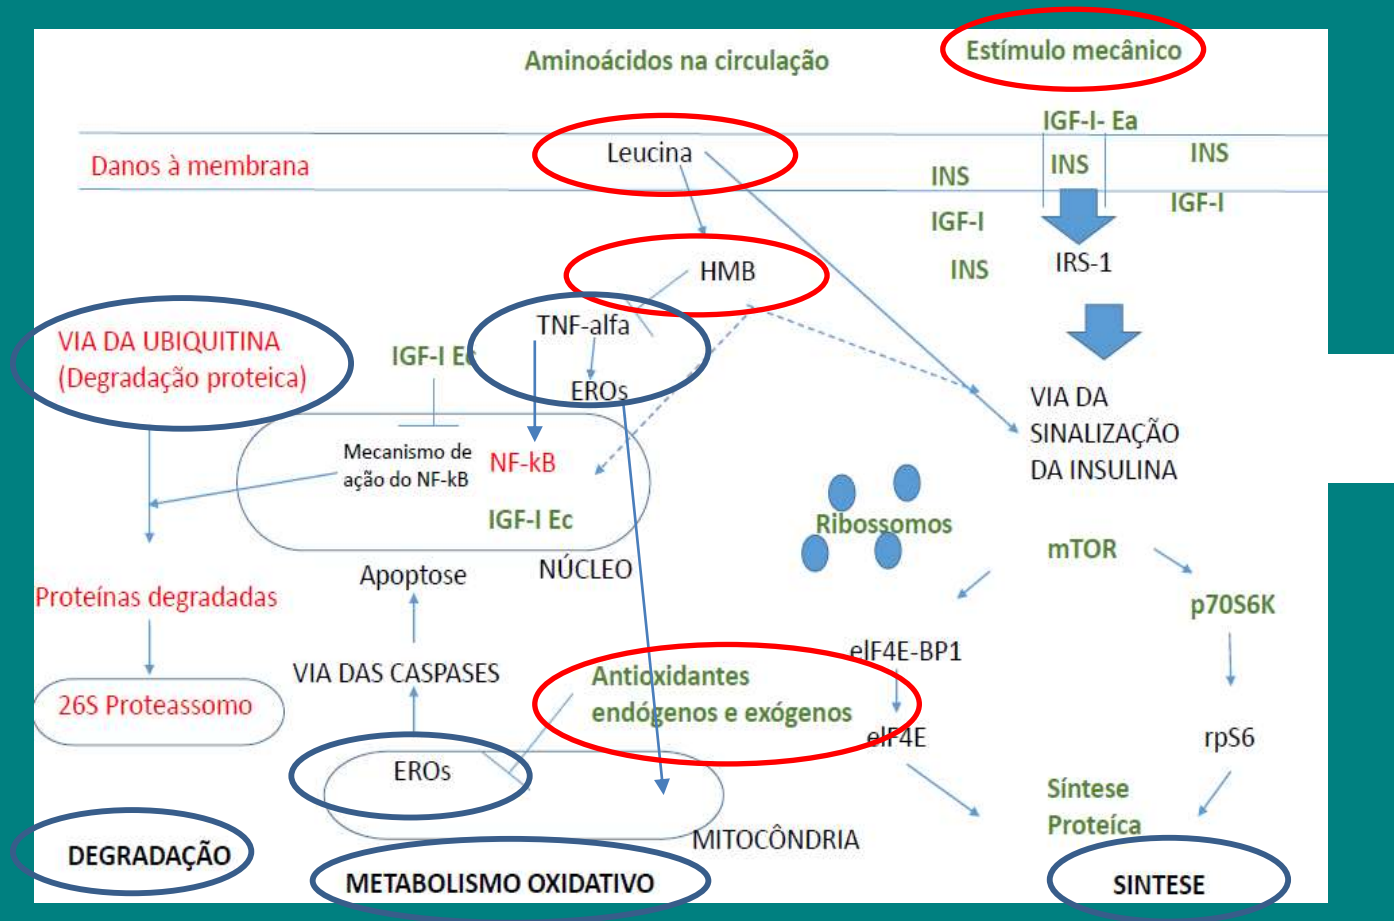 Aminoácidos na circulação
Estímulo mecânico
IGF-I- Ea
Danos à membrana
Leucina
INS
INS
INS
IGF-I
IGF-I
INS
IRS-1
HMB
TNF-alfa
EROs
VIA DA UBIQUITINA
(Degradação proteica)
IGF-I Ec
Mecanismo de
ação do NF-kB
NF-kB
IGF-I Ec
NÚCLEO
VIA DA
SINALIZAÇÃO
DA INSULINA
Ribossomos
mTOR
p70S6K
Apoptose
Proteínas degradadas
VIA DAS CASPASES
26S Proteassomo
Antioxidantes
endógenos e exógenos
eIF4E-BP1
eIF4E
rpS6
EROs
Síntese
Proteíca
MITOCÔNDRIA
DEGRADAÇÃO
METABOLISMO OXIDATIVO
SINTESE